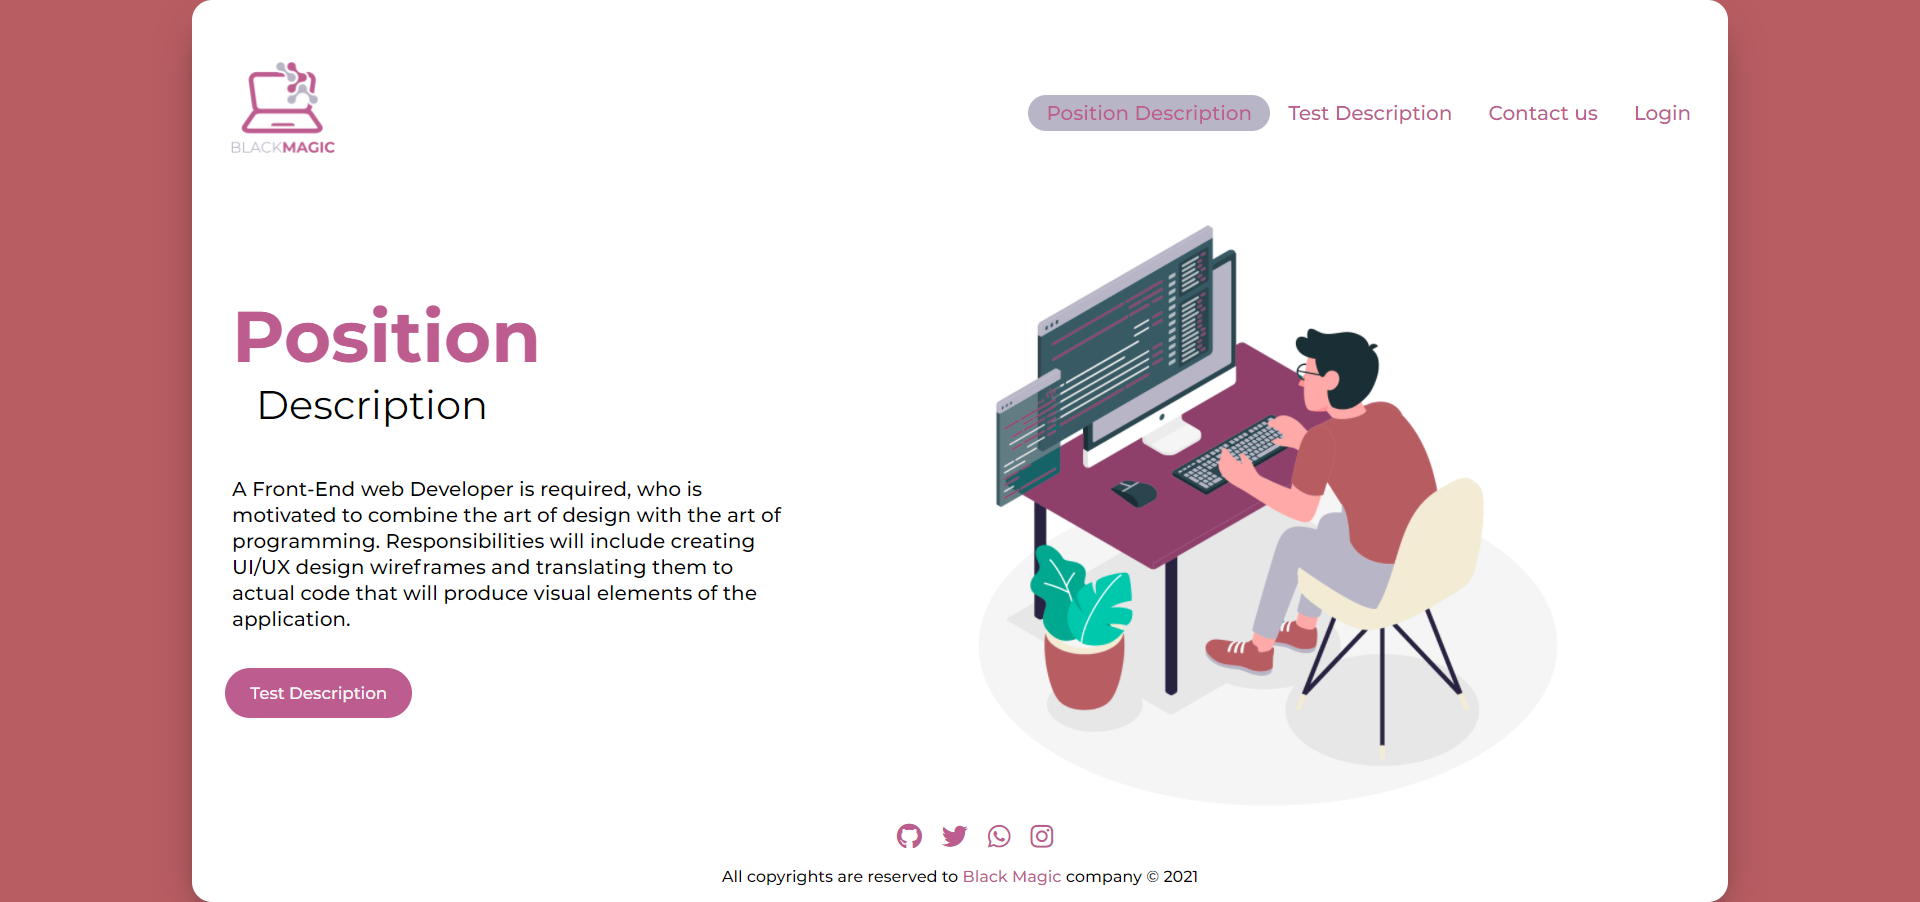 BLACKMAGIC
Position Description Test Description Contact us Login
Position
Description
A Front-End web Developer is required, who is
motivated to combine the art of design with the art of
programming. Responsibilities will include creating
UI/UX design wireframes and translating them to
actual code that will produce visual elements of the
application.
Test Description
All copyrights are reserved to Black Magic company © 2021